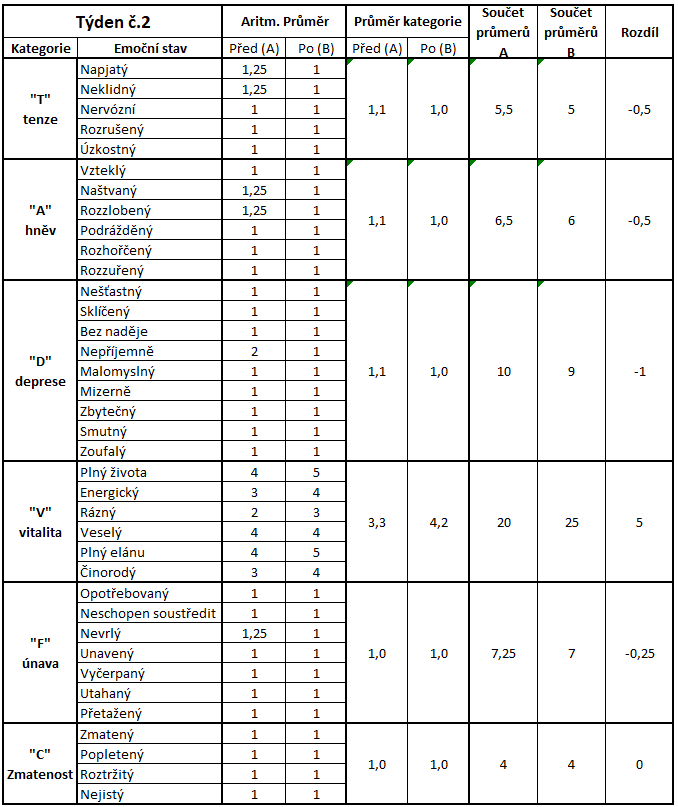 Týden č.2 Aritm. Průměr Průměr kategorie Součet průmerů A Součet průměrů B Rozdíl
Kategorie Emoční stav Před (A) Po (B) Před (A) Po (B)
"T" tenze Napjatý 1,25 1 1,1 1,0 5,5 5 -0,5
Neklidný 1,25 1
Nervózní 1 1
Rozrušený 1 1
Úzkostný 1 1
"A" hněv Vzteklý 1 1 1,1 1,0 6,5 6 -0,5
Naštvaný 1,25 1
Rozzlobený 1,25 1
Podrážděný 1 1
Rozhořčený 1 1
Rozzuřený 1 1
"D" deprese Nešťastný 1 1 1,1 1,0 10 9 -1
Sklíčený 1 1
Bez naděje 1 1
Nepříjemně 2 1
Malomyslný 1 1
Mizerně 1 1
Zbytečný 1 1
Smutný 1 1
Zoufalý 1 1
"V" vitalita Plný života 4 5 3,3 4,2 20 25 5
Energický 3 4
Rázný 2 3
Veselý 4 4
Plný elánu 4 5
Činorodý 3 4
"F" únava Opotřebovaný 1 1 1,0 1,0 7,25 7 -0,25
Neschopen soustředit 1 1
Nevrlý 1,25 1
Unavený 1 1
Vyčerpaný 1 1
Utahaný 1 1
Přetažený 1 1
"C" Zmatenost Zmatený 1 1 1,0 1,0 4 4 0
Popletený 1 1
Roztržitý 1 1
Nejistý 1 1